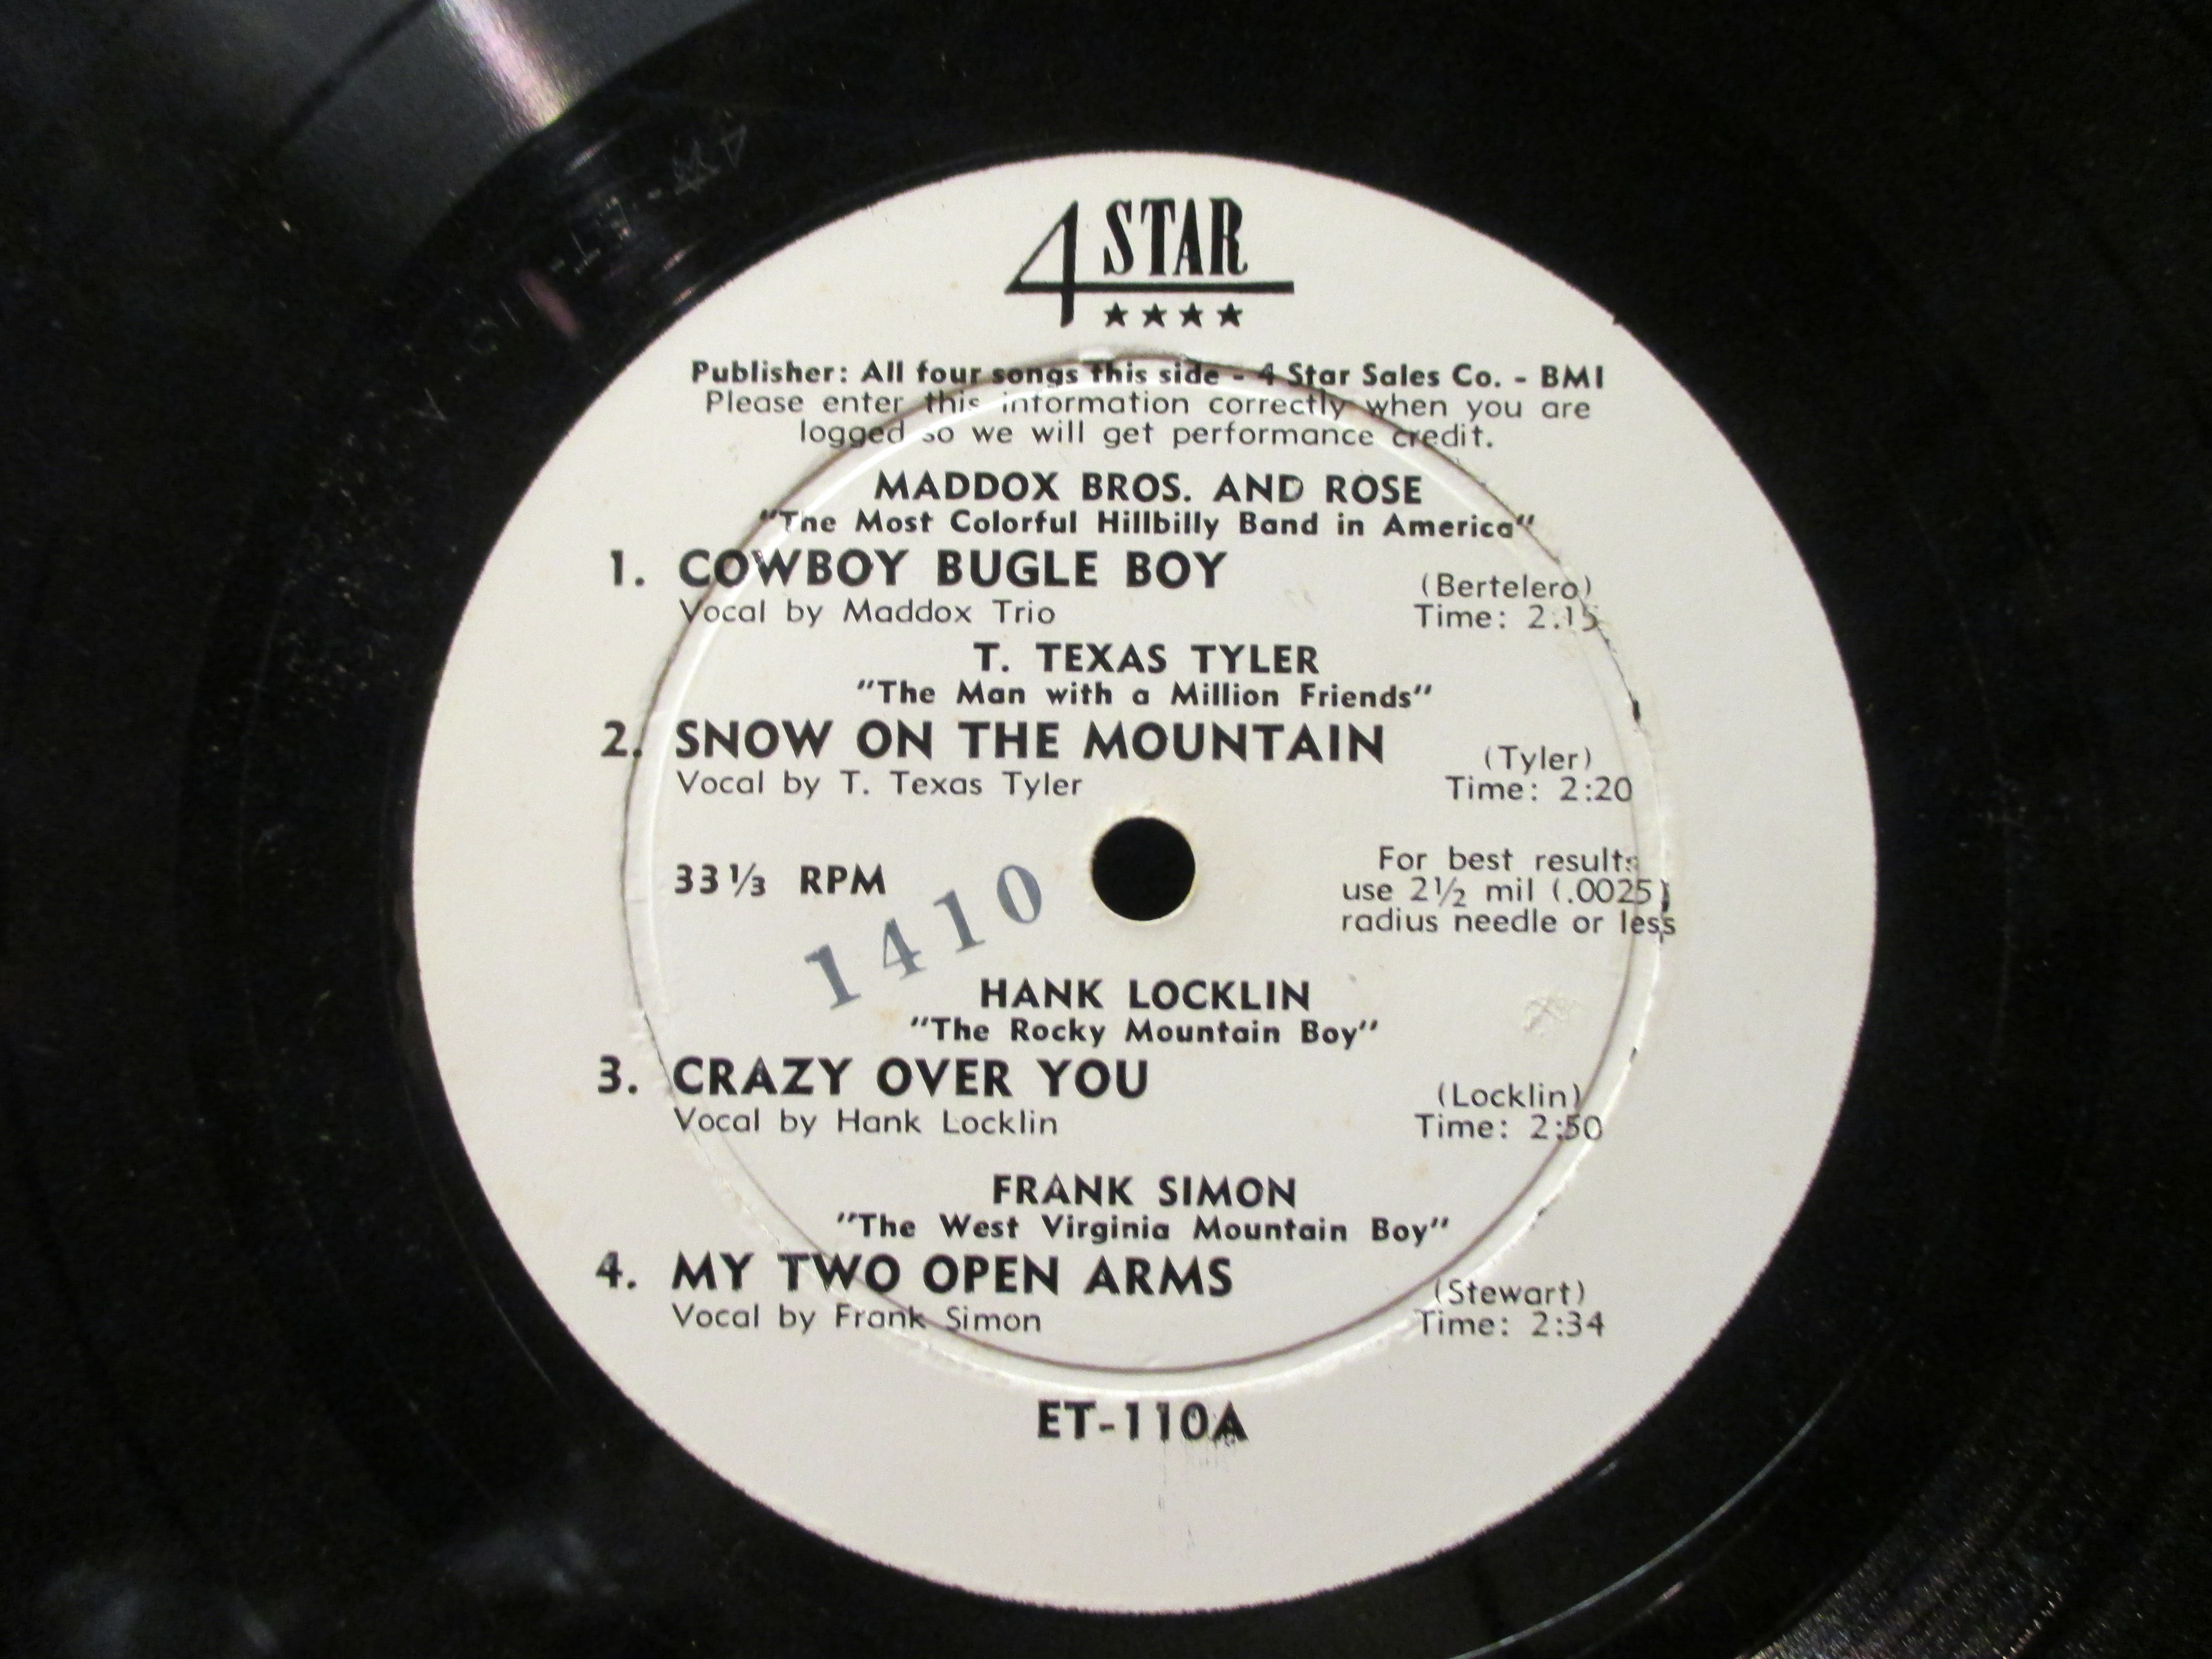 4 STAR
★★★★
Publisher: All four songs this side - 4 Star Sales Co. - BMI
Please enter this information correctly when you are
logged so we will get performance credit.
MADDOX BROS. AND ROSE
"The Most Colorful Hillbilly Band in America"
1. COWBOY BUGLE BOY (Bertelero)
Vocal by Maddox Trio Time: 2:15
T. TEXAS TYLER
"The Man with a Million Friends"
2. SNOW ON THE MOUNTAIN (Tyler)
Vocal by T. Texas Tyler Time: 2:20
33⅓ RPM
1410
For best results
use 2½ mil (.0025)
radius needle or less
HANK LOCKLIN
"The Rocky Mountain Boy"
3. CRAZY OVER YOU (Locklin)
Vocal by Hank Locklin Time: 2:50
FRANK SIMON
"The West Virginia Mountain Boy"
4. MY TWO OPEN ARMS (Stewart)
Vocal by Frank Simon Time: 2:34
ET-110A